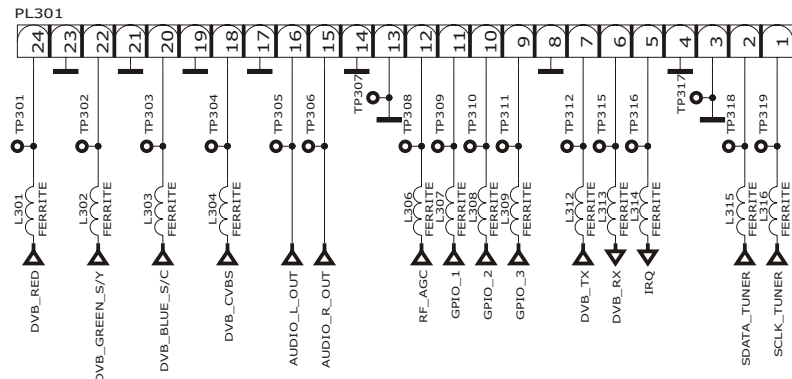 PL301
24 23 22 21 20 19 18 17 16 15 14 13 12 11 10 9 8 7 6 5 4 3 2 1
TP301
TP302
TP303
TP304
TP305
TP306
TP307
TP308
TP309
TP310
TP311
TP312
TP315
TP316
TP317
TP318
TP319
L301
FERRITE
L302
FERRITE
L303
FERRITE
L304
FERRITE
L306
FERRITE
L307
FERRITE
L308
FERRITE
L309
FERRITE
L312
FERRITE
L313
FERRITE
L314
FERRITE
L315
FERRITE
L316
FERRITE
DVB_RED
DVB_GREEN_S/Y
DVB_BLUE_S/C
DVB_CVBS
AUDIO_L_OUT
AUDIO_R_OUT
RF_AGC
GPIO_1
GPIO_2
GPIO_3
DVB_TX
DVB_RX
IRQ
SDATA_TUNER
SCLK_TUNER